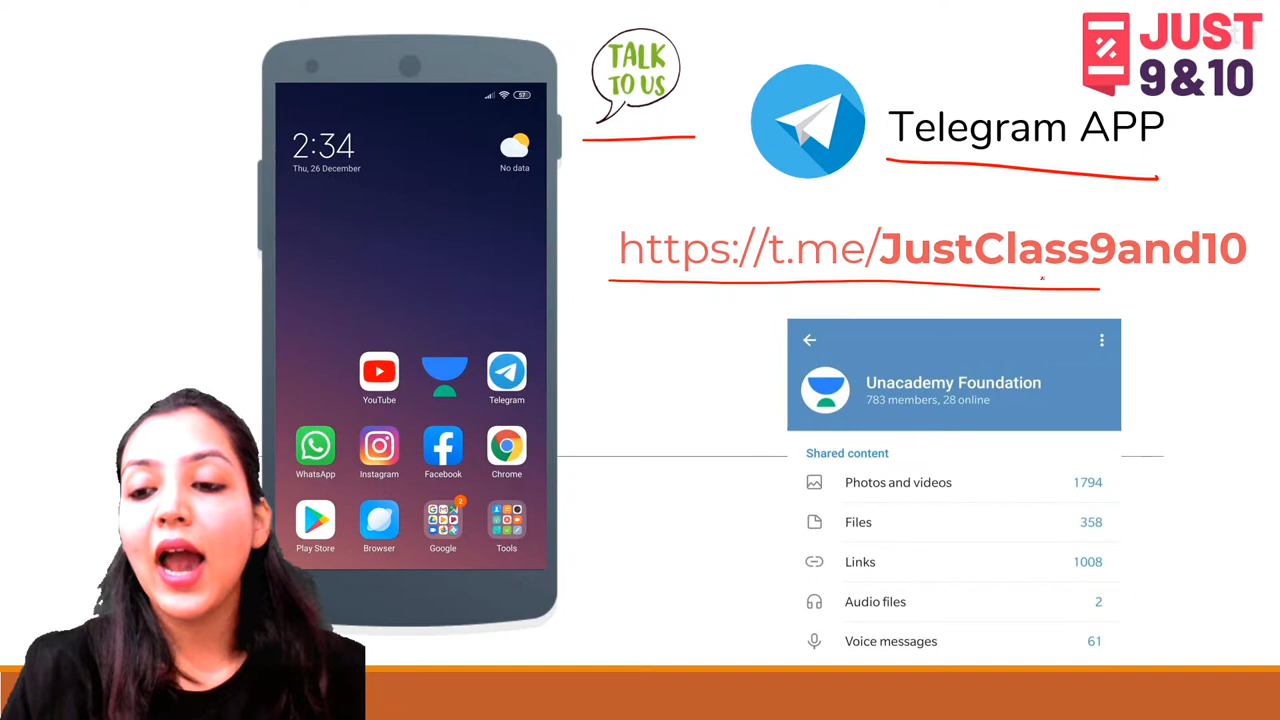 TALK
TO US
JUST
9&10
Telegram APP
https://t.me/JustClass9and10
57
2:34
Thu, 26 December
No data
YouTube
Telegram
WhatsApp
Instagram
Facebook
Chrome
2
Play Store
Browser
Google
Tools
Unacademy Foundation
783 members, 28 online
Shared content
Photos and videos 1794
Files 358
Links 1008
Audio files 2
Voice messages 61